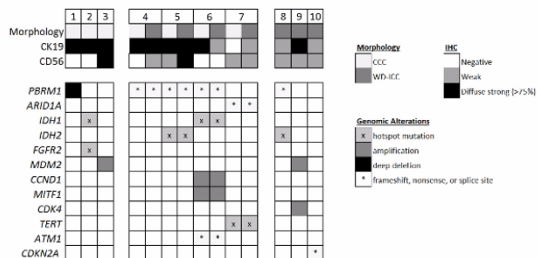 1 2 3 4 5 6 7 8 9 10
Morphology
CK19
CD56
PBRM1 * * * * * * *
ARID1A * *
IDH1 x x x
IDH2 x x x
FGFR2 x
MDM2
CCND1
MITF1
CDK4
TERT x x
ATM1 * *
CDKN2A *
Morphology
CCC
WD-ICC
IHC
Negative
Weak
Diffuse strong (>75%)
Genomic Alterations
x hotspot mutation
amplification
deep deletion
* frameshift, nonsense, or splice site